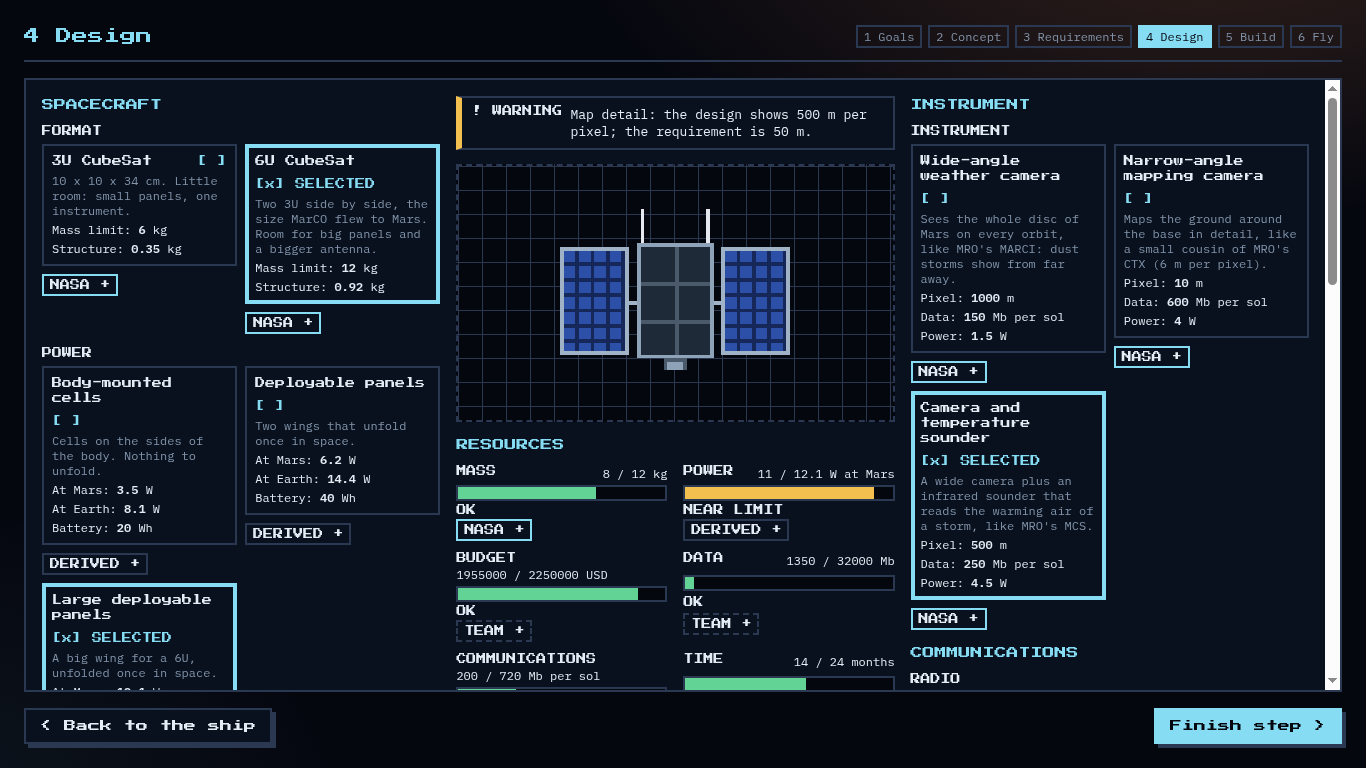 4 Design
1 Goals
2 Concept
3 Requirements
4 Design
5 Build
6 Fly
SPACECRAFT
FORMAT
3U CubeSat [ ]
10 x 10 x 34 cm. Little
room: small panels, one
instrument.
Mass limit: 6 kg
Structure: 0.35 kg
NASA +
6U CubeSat
[x] SELECTED
Two 3U side by side, the
size MarCO flew to Mars.
Room for big panels and
a bigger antenna.
Mass limit: 12 kg
Structure: 0.92 kg
NASA +
POWER
Body-mounted
cells
[ ]
Cells on the sides of
the body. Nothing to
unfold.
At Mars: 3.5 W
At Earth: 8.1 W
Battery: 20 Wh
DERIVED +
Deployable panels
[ ]
Two wings that unfold
once in space.
At Mars: 6.2 W
At Earth: 14.4 W
Battery: 40 Wh
DERIVED +
Large deployable
panels
[x] SELECTED
A big wing for a 6U,
unfolded once in space.
! WARNING
Map detail: the design shows 500 m per
pixel; the requirement is 50 m.
RESOURCES
MASS
8 / 12 kg
OK
NASA +
POWER
11 / 12.1 W at Mars
NEAR LIMIT
DERIVED +
BUDGET
1955000 / 2250000 USD
OK
TEAM +
DATA
1350 / 32000 Mb
OK
TEAM +
COMMUNICATIONS
200 / 720 Mb per sol
TIME
14 / 24 months
INSTRUMENT
INSTRUMENT
Wide-angle
weather camera
[ ]
Sees the whole disc of
Mars on every orbit,
like MRO's MARCI: dust
storms show from far
away.
Pixel: 1000 m
Data: 150 Mb per sol
Power: 1.5 W
NASA +
Narrow-angle
mapping camera
[ ]
Maps the ground around
the base in detail, like
a small cousin of MRO's
CTX (6 m per pixel).
Pixel: 10 m
Data: 600 Mb per sol
Power: 4 W
NASA +
Camera and
temperature
sounder
[x] SELECTED
A wide camera plus an
infrared sounder that
reads the warming air of
a storm, like MRO's MCS.
Pixel: 500 m
Data: 250 Mb per sol
Power: 4.5 W
NASA +
COMMUNICATIONS
RADIO
< Back to the ship
Finish step >